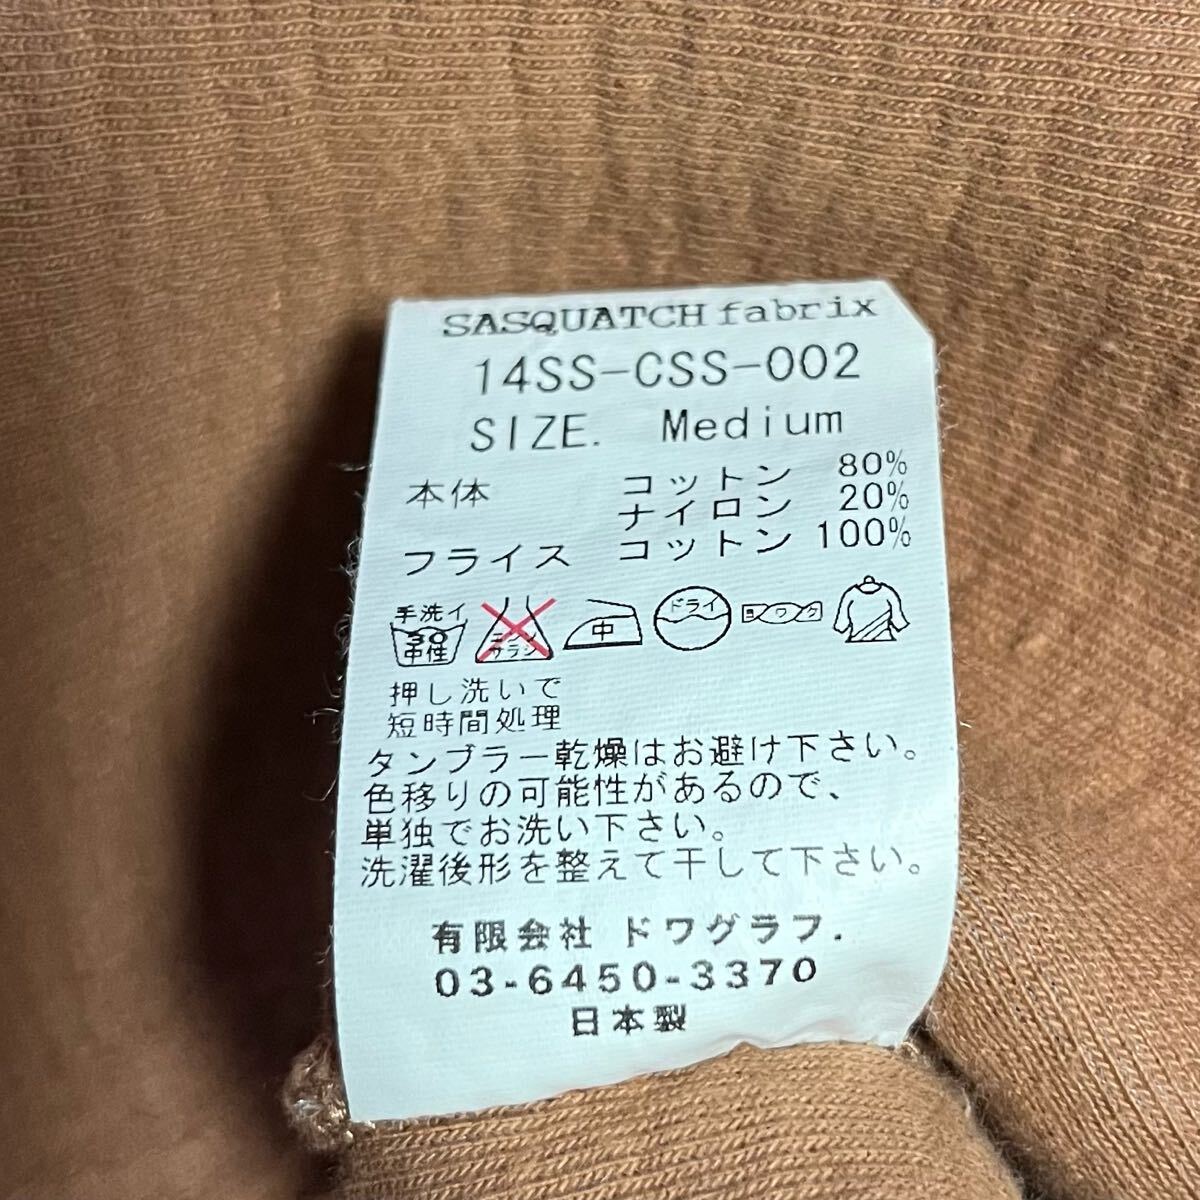 SASQUATCH fabrix
14SS-CSS-002
SIZE. Medium
本体 コットン 80%
ナイロン 20%
フライス コットン 100%
手洗イ
30
中性
エンソ
サラシ
中
ドライ
ヨワク
押し洗いで
短時間処理
タンブラー乾燥はお避け下さい。
色移りの可能性があるので、
単独でお洗い下さい。
洗濯後形を整えて干して下さい。
有限会社 ドワグラフ.
03-6450-3370
日本製